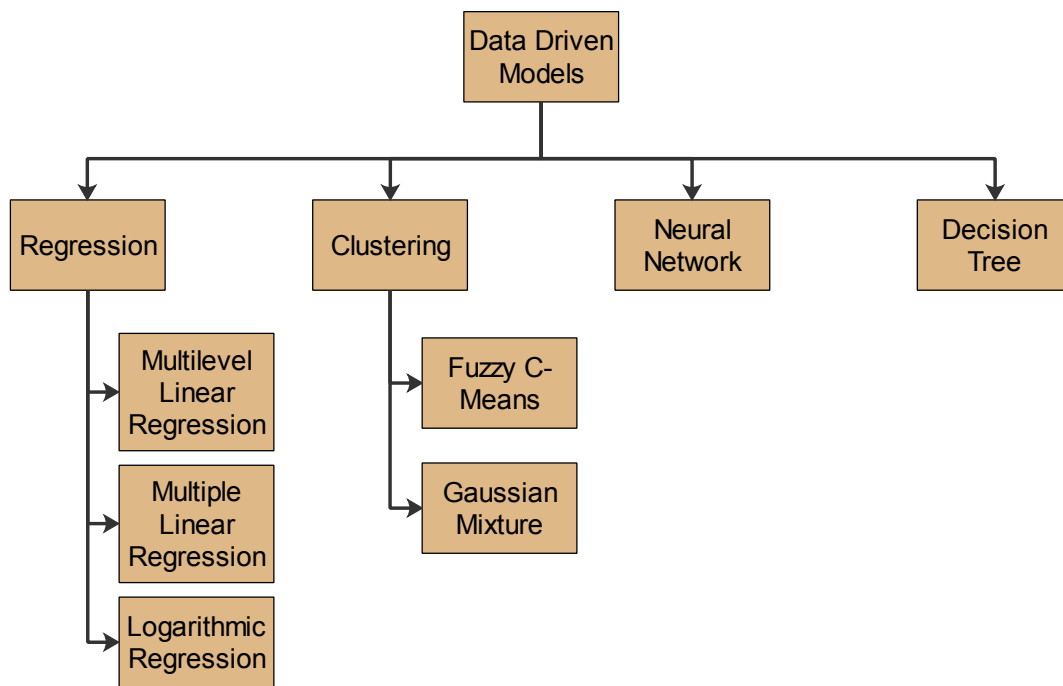 Data Driven
Models
Regression
Clustering
Neural
Network
Decision
Tree
Multilevel
Linear
Regression
Multiple
Linear
Regression
Logarithmic
Regression
Fuzzy C-
Means
Gaussian
Mixture